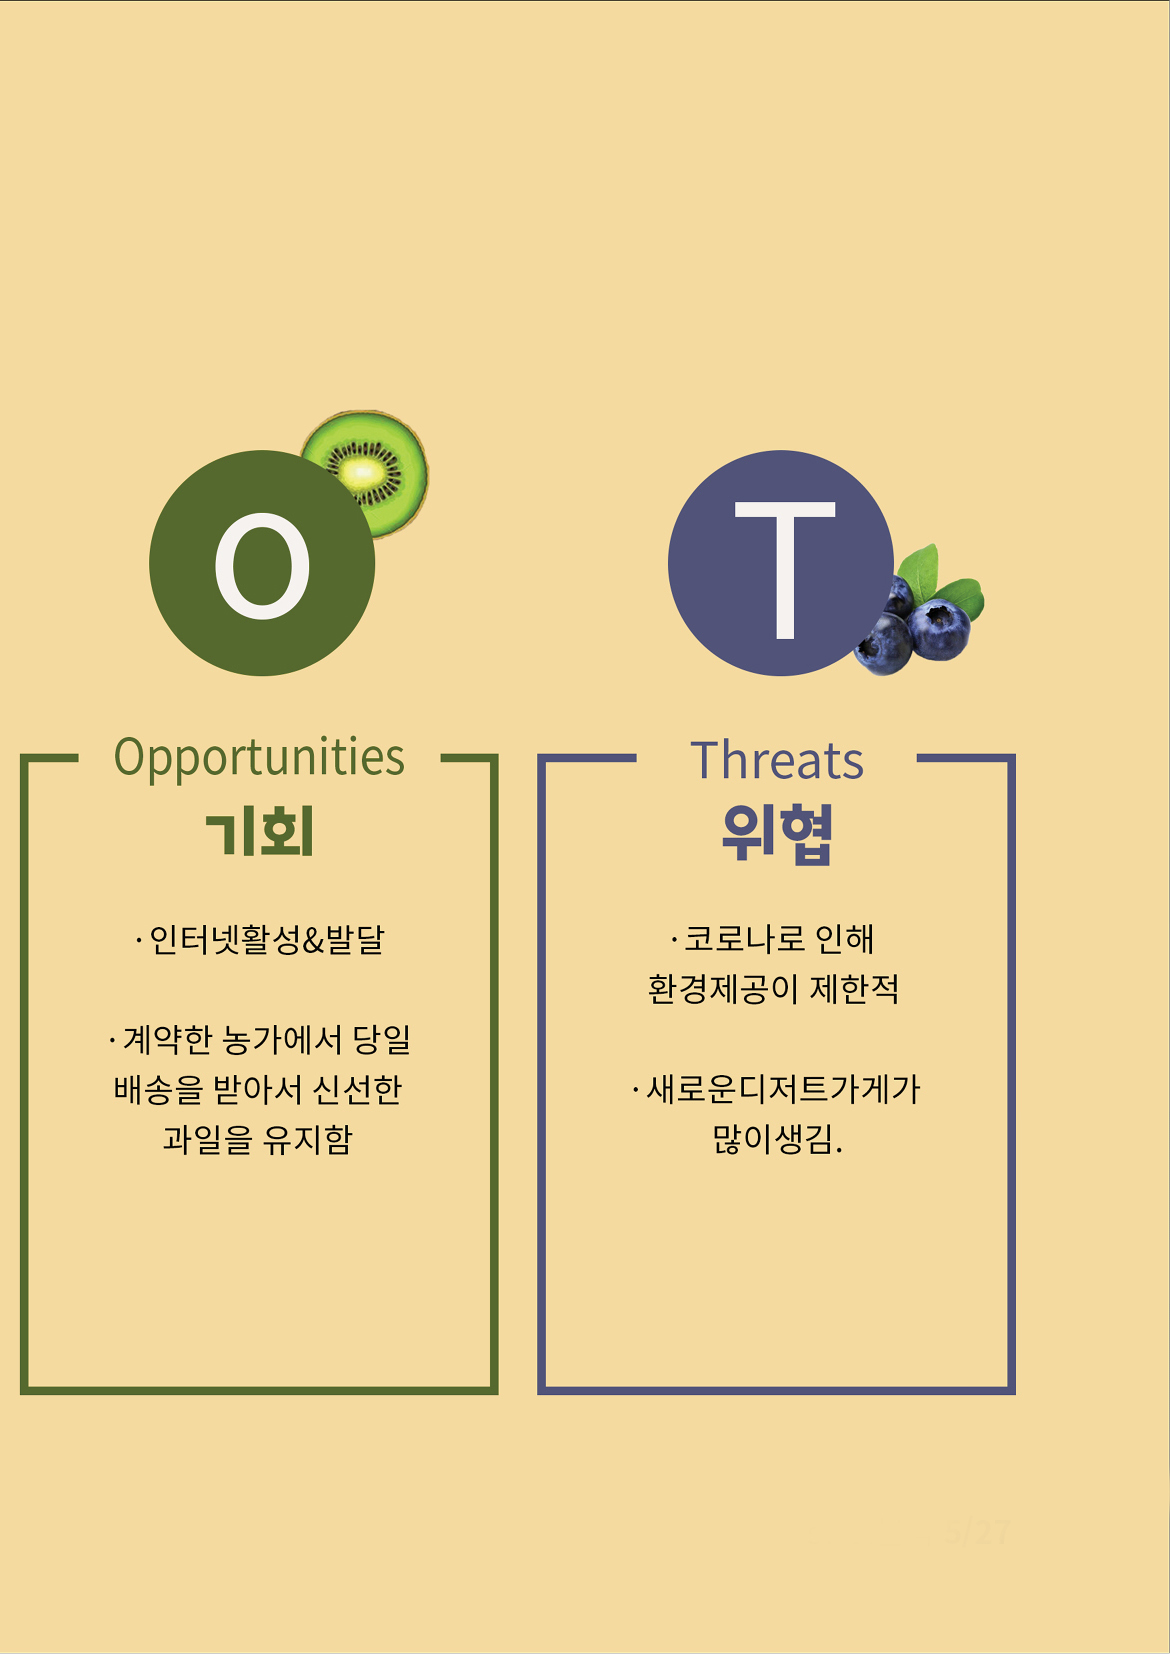 O
Opportunities
기회
· 인터넷활성&발달
· 계약한 농가에서 당일
배송을 받아서 신선한
과일을 유지함
T
Threats
위협
· 코로나로 인해
환경제공이 제한적
· 새로운디저트가게가
많이생김.
5/27